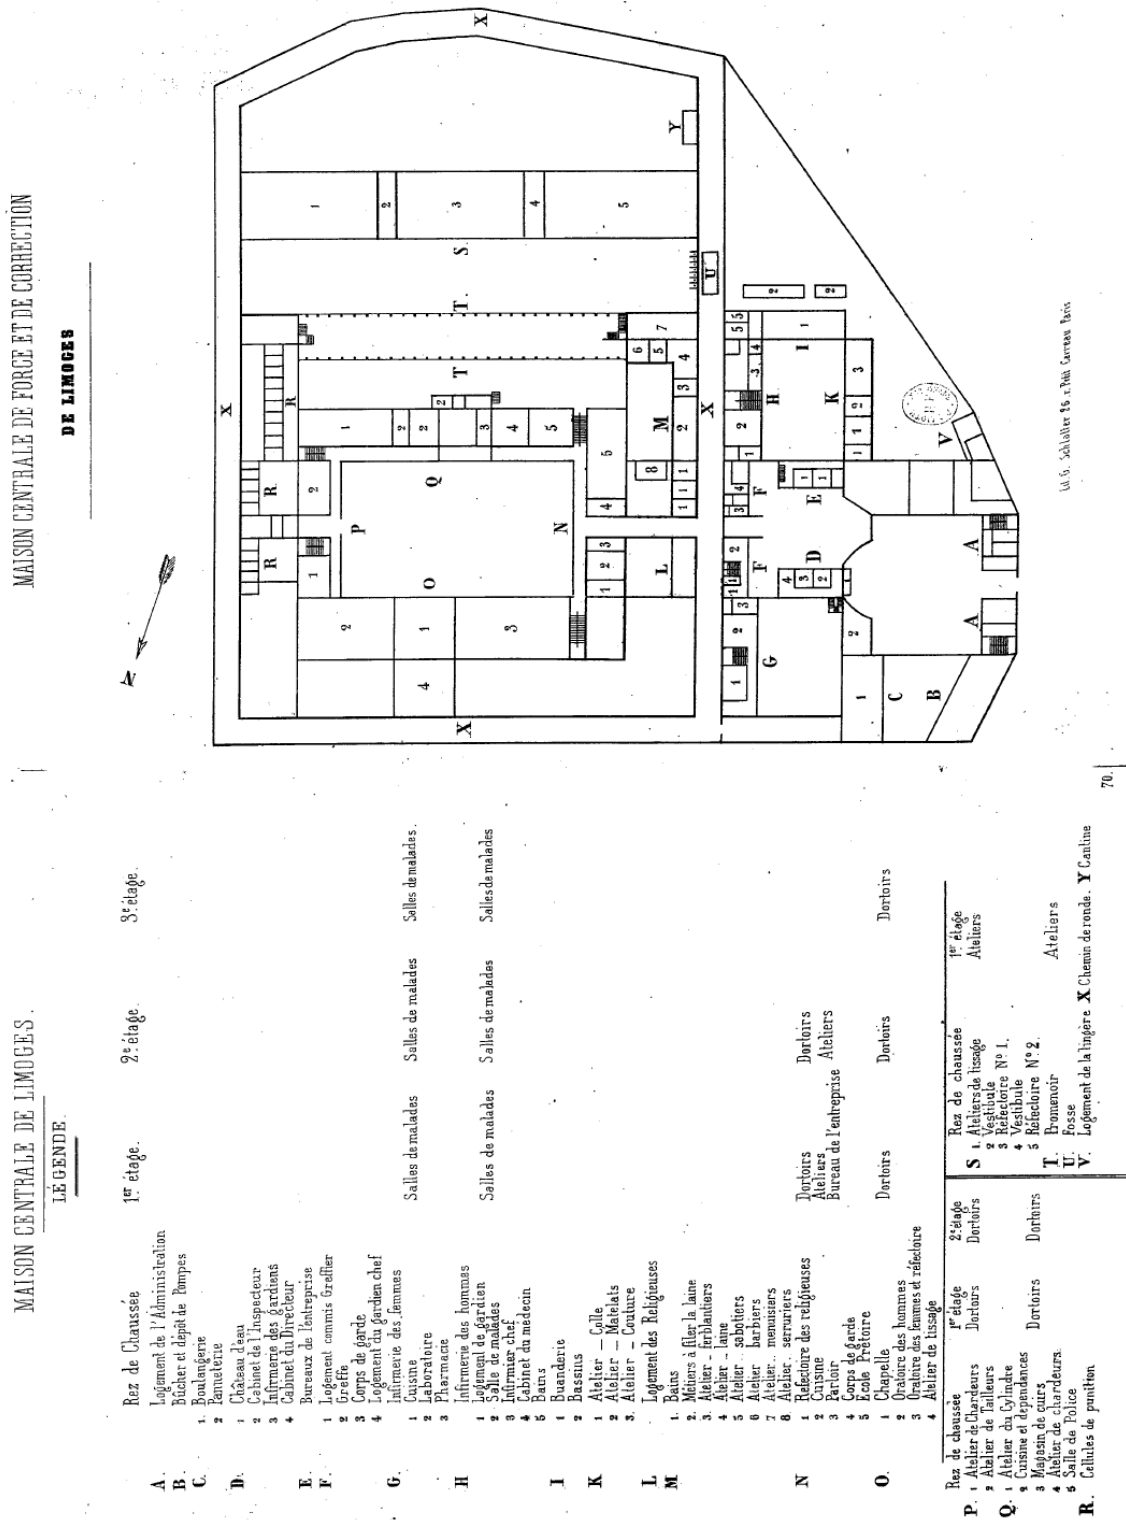 MAISON CENTRALE DE LIMOGES.
LÉGENDE
Rez de Chaussée 1er étage. 2e étage. 3e étage.
A. Logement de l'Administration
B. Bûcher et dépôt de Pompes
C. 1. Boulangerie
2 Panneterie
D. 1 Château d'eau
2 Cabinet de l'Inspecteur
3 Infirmerie des gardiens
4 Cabinet du Directeur
E. Bureaux de l'entreprise
F. 1 Logement commis Greffier
2 Greffe
3 Corps de garde
4 Logement du gardien chef
G. Infirmerie des femmes
1 Cuisine Salles de malades Salles de malades Salles de malades.
2 Laboratoire
3 Pharmacie
H Infirmerie des hommes
1 Logement de gardien
2 Salle de malades Salles de malades Salles de malades Salles de malades
3 Infirmier chef
4 Cabinet du médecin
5 Bains
I 1 Buanderie
2 Bassins
K 1 Atelier _ Colle
2 Atelier _ Matelats
3. Atelier _ Couture
L Logement des Religieuses
M 1. Bains
2. Métiers à filer la laine
3. Atelier - ferblantiers
4 Atelier - laine
5 Atelier - sabotiers
6 Atelier barbiers
7 Atelier.. menuisiers
8. Atelier.. serruriers
N 1 Refectoire des religieuses Dortoirs Dortoirs
2 Cuisine Ateliers
3 Parloir Bureau de l'entreprise Ateliers
4 Corps de garde
5 Ecole Prétoire
O. 1 Chapelle Dortoirs Dortoirs Dortoirs
2 Oratoire des hommes
3 Oratoire des femmes et réfectoire
4 Atelier de tissage
Rez de chaussée 1er étage 2e étage
P. 1 Atelier de Chardeurs Dortoirs Dortoirs
2 Atelier de Tailleurs
Q. 1 Atelier du Cylindre
2 Cuisine et dépendances
3 Magasin de cuirs Dortoirs Dortoirs
4 Atelier de chardeurs.
5 Salle de Police
R. Cellules de punition
Rez de chaussée 1er étage
S 1. Ateliers de tissage Ateliers
2 Vestibule
3 Réfectoire No 1.
4 Vestibule
5 Réfectoire No 2.
T. Promenoir Ateliers
U. Fosse
V. Logement de la lingère X Chemin de ronde. Y Cantine
70.
MAISON CENTRALE DE FORCE ET DE CORRECTION
DE LIMOGES
N
X
Y
1
2
3
4
5
S
T.
U
T
R
X
R
R
P
Q
O
N
M
L
X
X
F
F
H
I
K
E
D
G
V
A
A
C
B